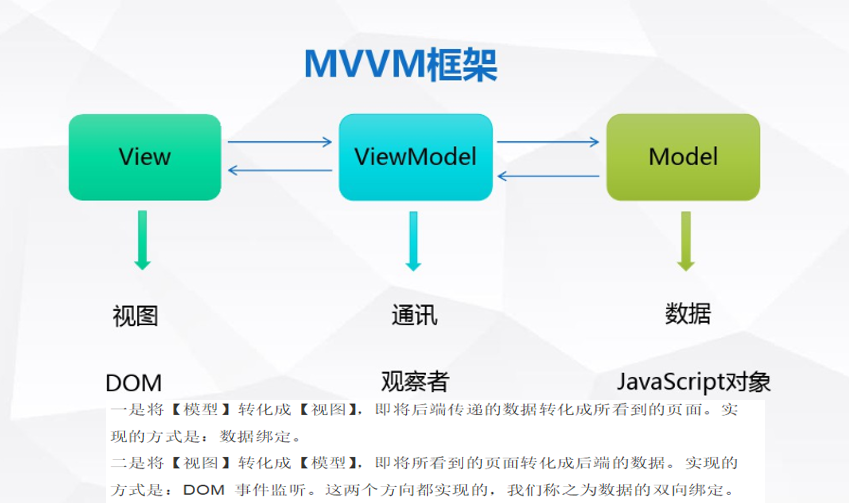 MVVM框架
View
ViewModel
Model
视图
通讯
数据
DOM
观察者
JavaScript对象
一是将【模型】转化成【视图】，即将后端传递的数据转化成所看到的页面。实
现的方式是：数据绑定。
二是将【视图】转化成【模型】，即将所看到的页面转化成后端的数据。实现的
方式是：DOM 事件监听。这两个方向都实现的，我们称之为数据的双向绑定。